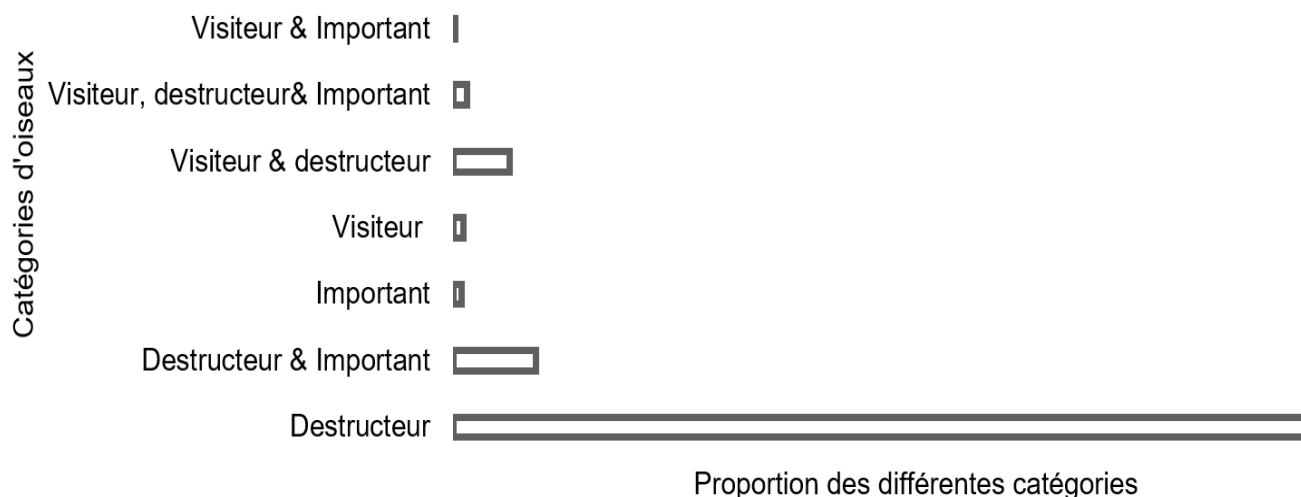 Catégories d'oiseaux
Visiteur & Important
Visiteur, destructeur& Important
Visiteur & destructeur
Visiteur
Important
Destructeur & Important
Destructeur
Proportion des différentes catégories